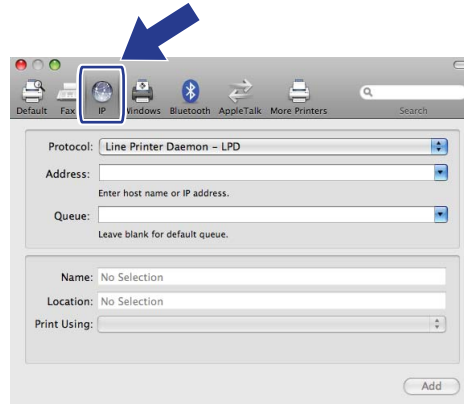 Default Fax IP Windows Bluetooth AppleTalk More Printers Search
Protocol: Line Printer Daemon – LPD
Address:
Enter host name or IP address.
Queue:
Leave blank for default queue.
Name: No Selection
Location: No Selection
Print Using:
Add